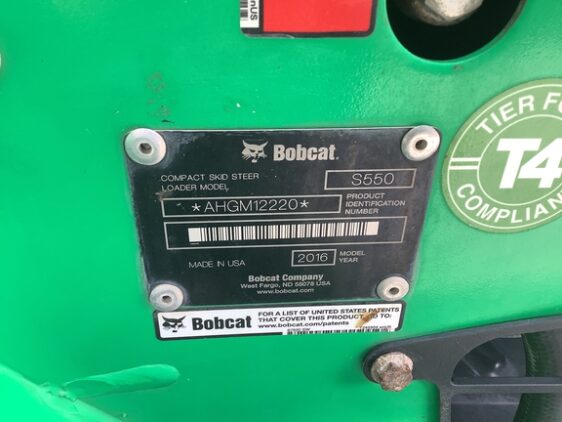 onUS
Bobcat.
COMPACT SKID STEER
LOADER MODEL
S550
*AHGM12220*
PRODUCT
IDENTIFICATION
NUMBER
MADE IN USA
2016
MODEL
YEAR
Bobcat Company
West Fargo, ND 58078 USA
www.bobcat.com
Bobcat
FOR A LIST OF UNITED STATES PATENTS
THAT COVER THIS PRODUCT, GO TO:
www.bobcat.com/patents
TIER FO
T4
COMPLIAN